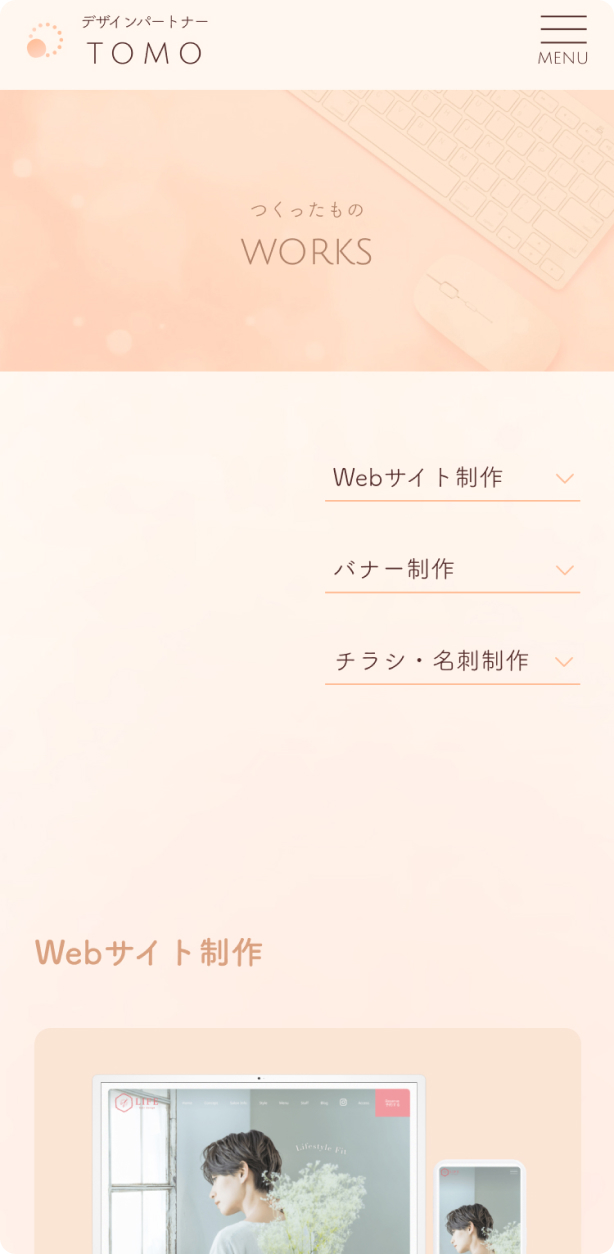 デザインパートナー
TOMO
MENU
つくったもの
WORKS
Webサイト制作
バナー制作
チラシ・名刺制作
Webサイト制作
LIFE
Lifestyle Fit